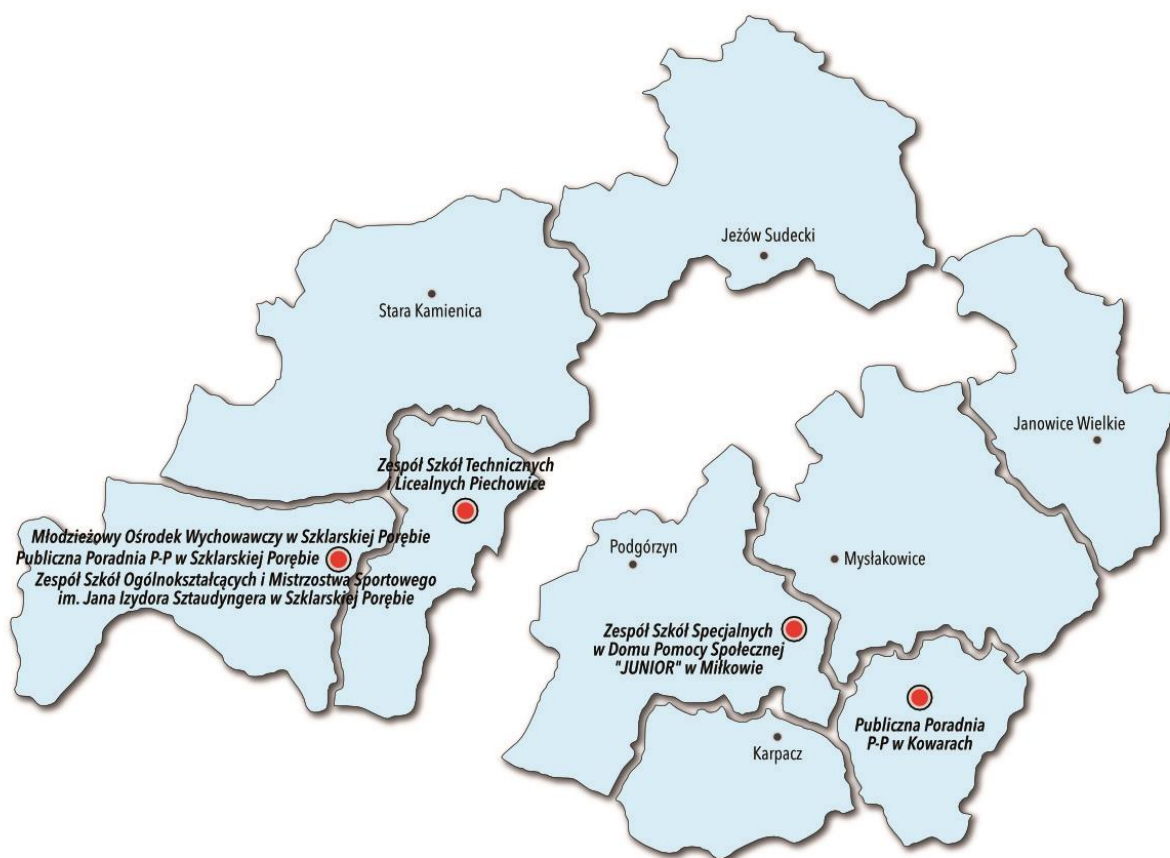 Jeżów Sudecki
Stara Kamienica
Janowice Wielkie
Zespół Szkół Technicznych
i Licealnych Piechowice
Młodzieżowy Ośrodek Wychowawczy w Szklarskiej Porębie
Publiczna Poradnia P-P w Szklarskiej Porębie
Zespół Szkół Ogólnokształcących i Mistrzostwa Sportowego
im. Jana Izydora Sztaudyngera w Szklarskiej Porębie
Podgórzyn
Mysłakowice
Zespół Szkół Specjalnych
w Domu Pomocy Społecznej
"JUNIOR" w Miłkowie
Publiczna Poradnia
P-P w Kowarach
Karpacz